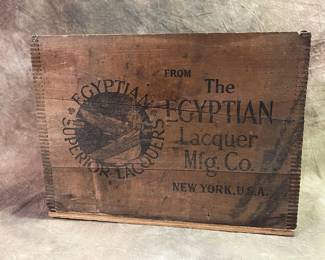 EGYPTIAN
SUPERIOR LACQUERS
FROM
The
EGYPTIAN
Lacquer
Mfg. Co.
NEW YORK, U.S.A.